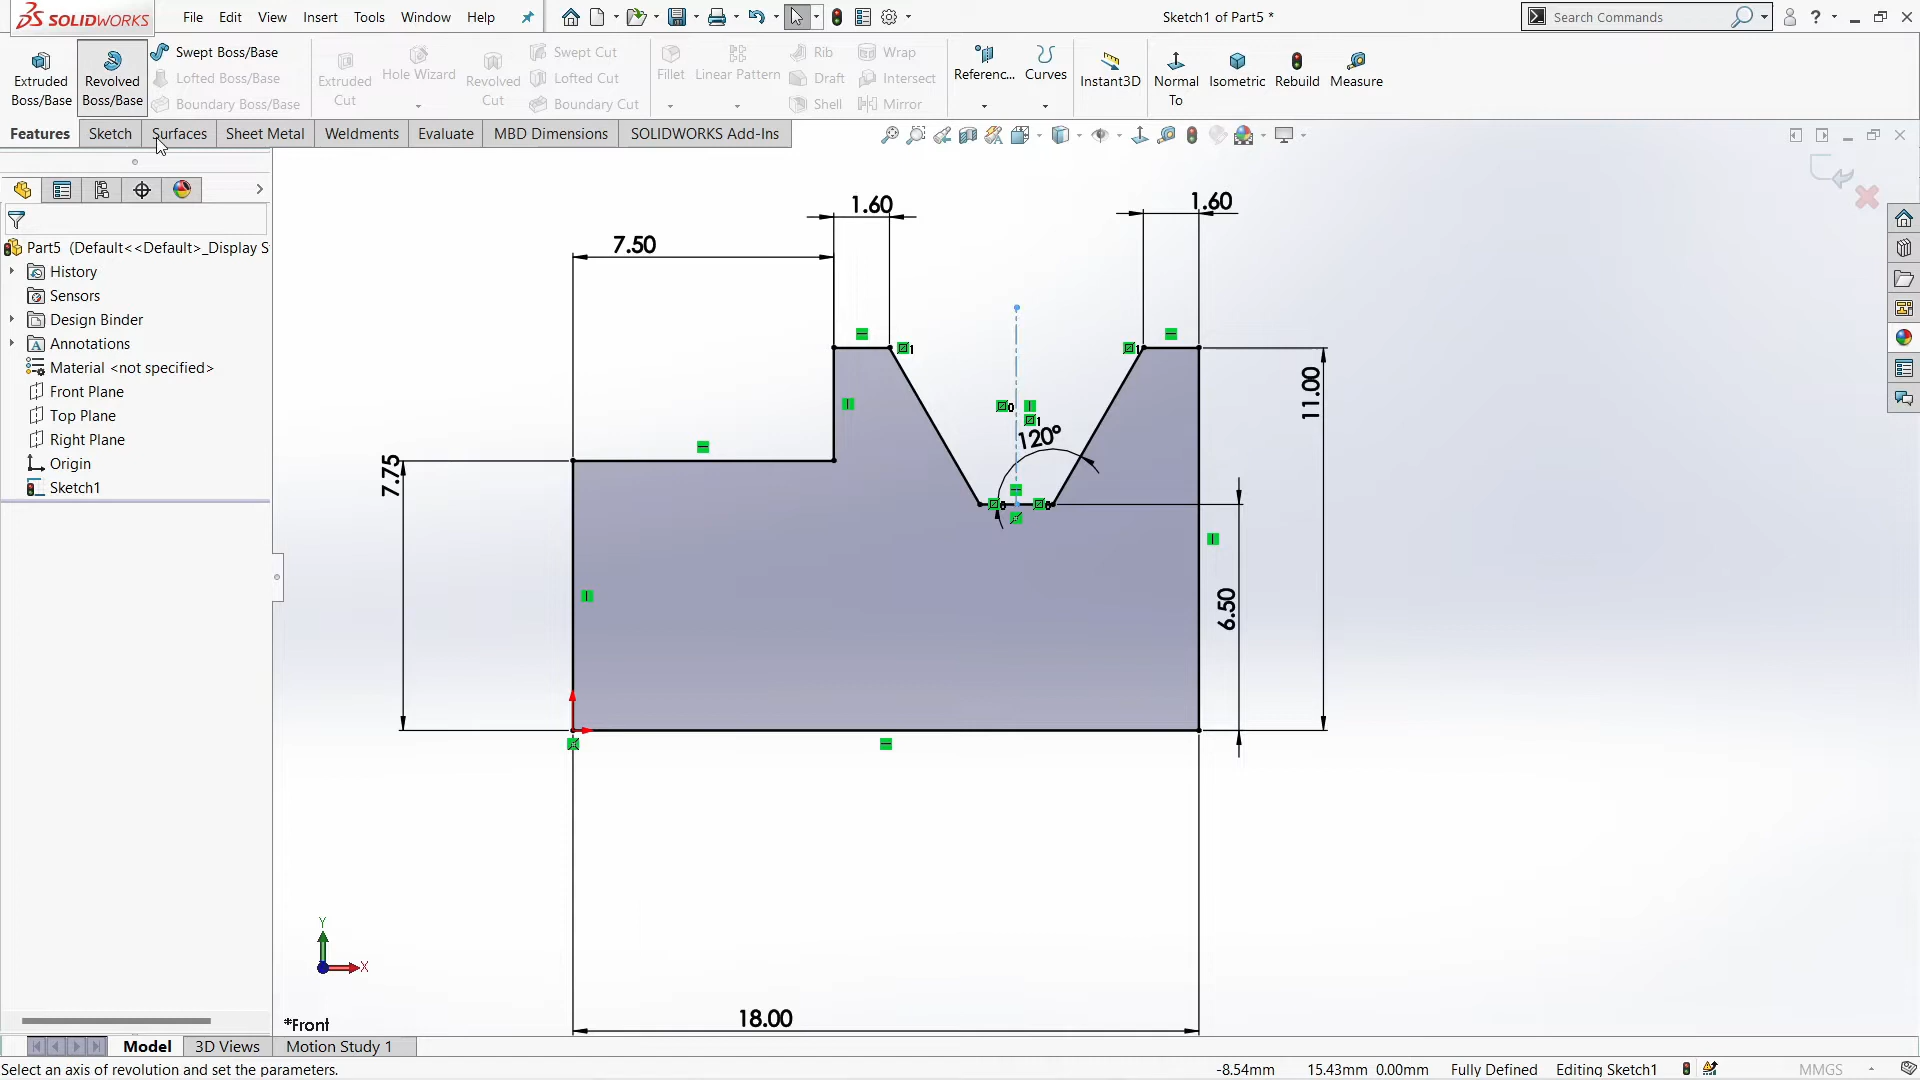 SOLIDWORKS File Edit View Insert Tools Window Help Sketch1 of Part5 * Search Commands
Extruded Boss/Base
Revolved Boss/Base
Swept Boss/Base
Lofted Boss/Base
Boundary Boss/Base
Extruded Cut
Hole Wizard
Revolved Cut
Swept Cut
Lofted Cut
Boundary Cut
Fillet
Linear Pattern
Rib
Draft
Shell
Wrap
Intersect
Mirror
Referenc...
Curves
Instant3D
Normal To
Isometric
Rebuild
Measure
Features Sketch Surfaces Sheet Metal Weldments Evaluate MBD Dimensions SOLIDWORKS Add-Ins
Part5 (Default<<Default>_Display S
History
Sensors
Design Binder
Annotations
Material <not specified>
Front Plane
Top Plane
Right Plane
Origin
Sketch1
1.60
1.60
7.50
11.00
120°
7.75
6.50
18.00
Y
X
*Front
Model 3D Views Motion Study 1
Select an axis of revolution and set the parameters. -8.54mm 15.43mm 0.00mm Fully Defined Editing Sketch1 MMGS